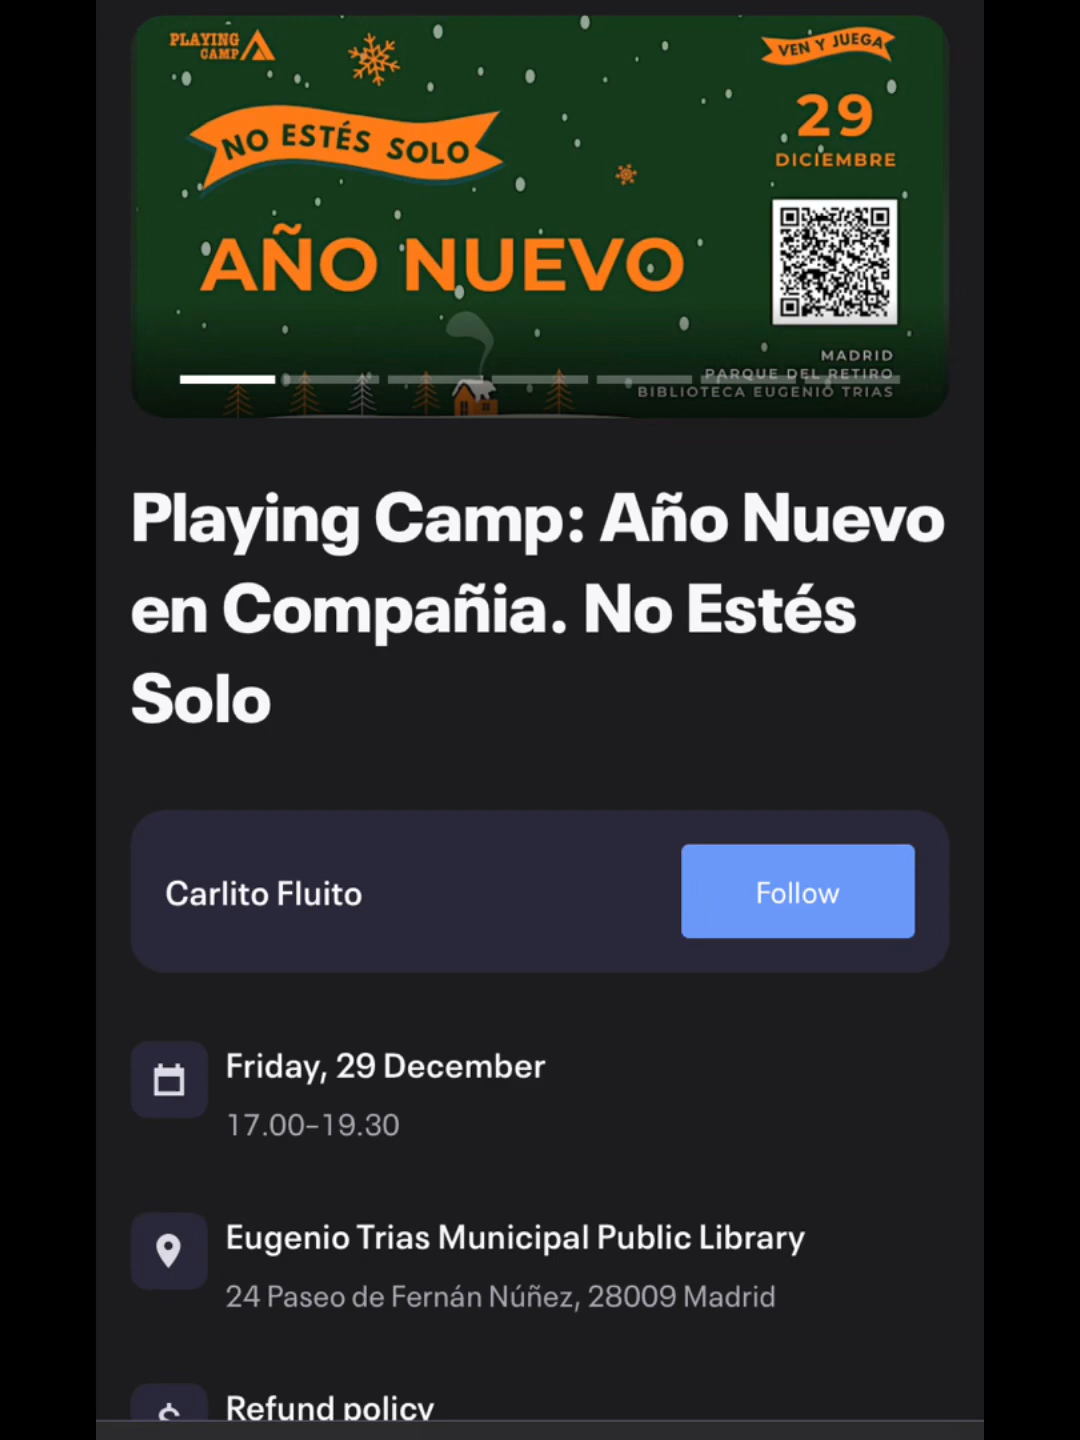 PLAYING
CAMP
NO ESTÉS SOLO
AÑO NUEVO
VEN Y JUEGA
29
DICIEMBRE
MADRID
PARQUE DEL RETIRO
BIBLIOTECA EUGENIO TRIAS
Playing Camp: Año Nuevo
en Compañia. No Estés
Solo
Carlito Fluito
Follow
Friday, 29 December
17.00–19.30
Eugenio Trias Municipal Public Library
24 Paseo de Fernán Núñez, 28009 Madrid
Refund policy